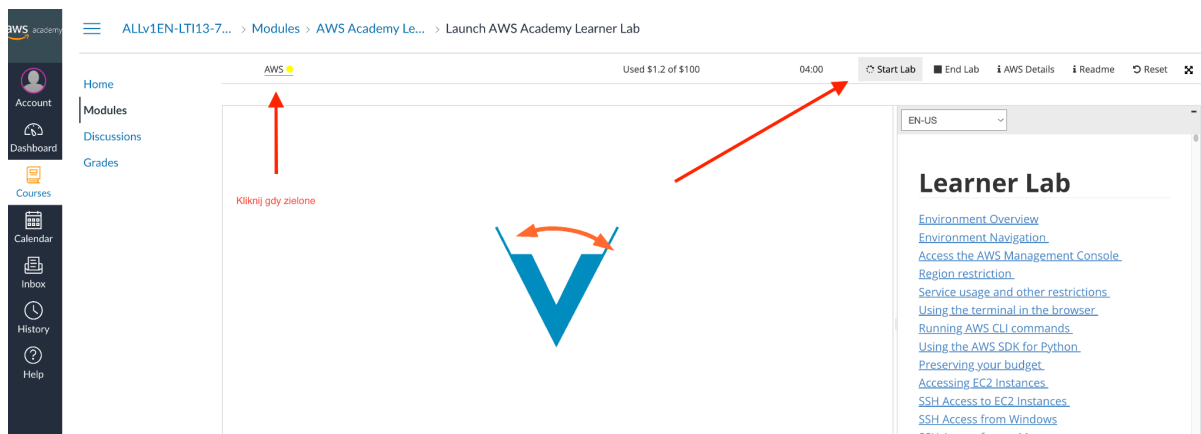 aws academy
ALLv1EN-LTI13-7... > Modules > AWS Academy Le... > Launch AWS Academy Learner Lab
Account
Dashboard
Courses
Calendar
Inbox
History
Help
Home
Modules
Discussions
Grades
AWS
Used $1.2 of $100
04:00
Start Lab
End Lab
AWS Details
Readme
Reset
Kliknij gdy zielone
EN-US
Learner Lab
Environment Overview
Environment Navigation
Access the AWS Management Console
Region restriction
Service usage and other restrictions
Using the terminal in the browser
Running AWS CLI commands
Using the AWS SDK for Python
Preserving your budget
Accessing EC2 Instances
SSH Access to EC2 Instances
SSH Access from Windows